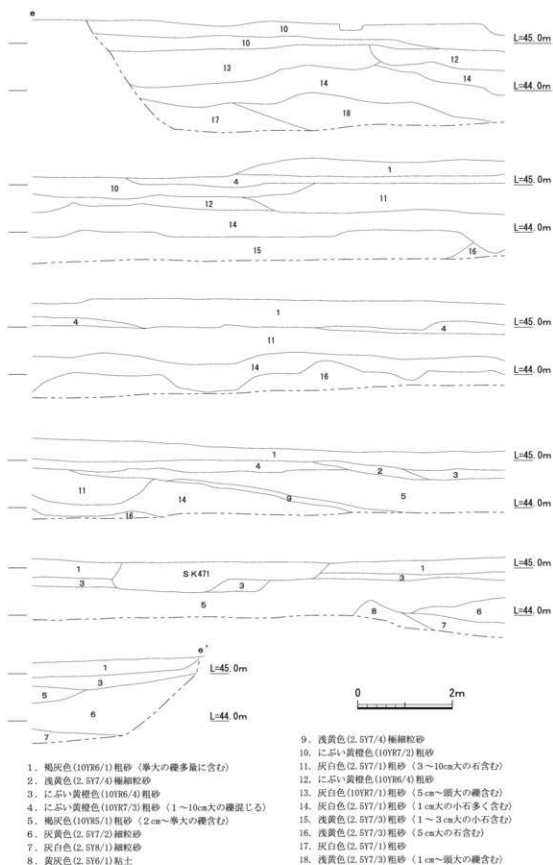 e
10
L=45.0m
10
12
13
14
14
L=44.0m
17
18
1
4
L=45.0m
10
12
11
14
L=44.0m
15
16
1
L=45.0m
4
4
11
14
L=44.0m
16
1
L=45.0m
4
2
3
11
14
9
5
L=44.0m
16
L=45.0m
1
SK471
1
3
3
3
5
8
6
L=44.0m
7
e'
1
L=45.0m
3
5
6
L=44.0m
7
0 2m
1. 褐灰色(10YR6/1)粗砂（拳大の礫多量に含む）
2. 浅黄色(2.5Y7/4)極細粒砂
3. にぶい黄橙色(10YR6/4)粗砂
4. にぶい黄橙色(10YR7/3)粗砂（1～10cm大の礫混じる）
5. 褐灰色(10YR5/1)粗砂（2cm～拳大の礫含む）
6. 灰黄色(2.5Y7/2)細粒砂
7. 灰白色(2.5Y8/1)細粒砂
8. 黄灰色(2.5Y6/1)粘土
9. 浅黄色(2.5Y7/4)極細粒砂
10. にぶい黄橙色(10YR7/2)粗砂
11. 灰白色(2.5Y7/1)粗砂（3～10cm大の石含む）
12. にぶい黄橙色(10YR6/4)粗砂
13. 灰白色(10YR7/1)粗砂（5cm～頭大の礫含む）
14. 灰白色(2.5Y7/1)粗砂（1cm大の小石多く含む）
15. 浅黄色(2.5Y7/3)粗砂（1～3cm大の小石含む）
16. 浅黄色(2.5Y7/3)粗砂（5cm大の石含む）
17. 灰白色(2.5Y7/1)粗砂
18. 浅黄色(2.5Y7/3)粗砂（1cm～頭大の礫含む）